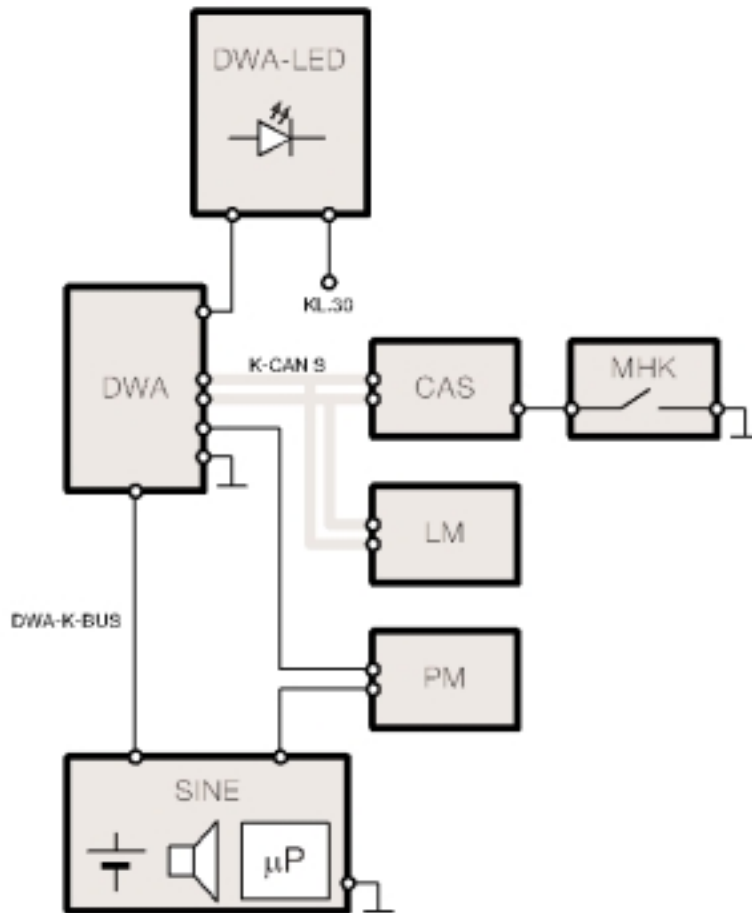 DWA-LED
KL.30
K-CAN S
DWA
CAS
MHK
LM
DWA-K-BUS
PM
SINE
µP